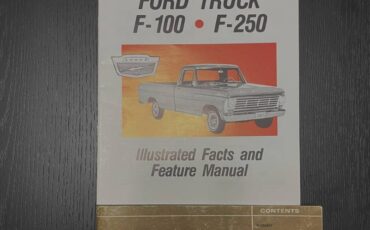 FORD TRUCK
F-100 • F-250
Illustrated Facts and
Feature Manual
CONTENTS